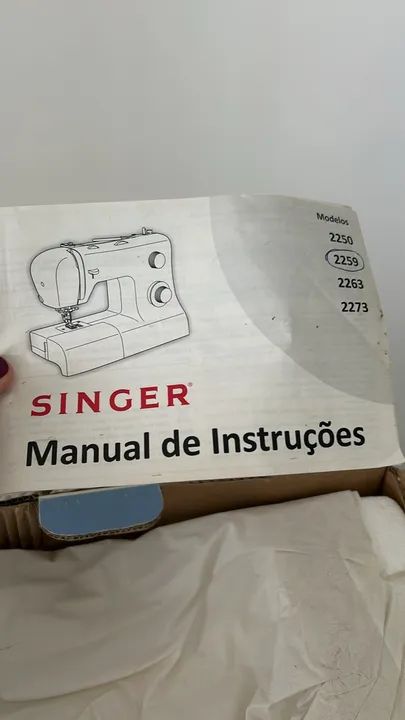 Modelos
2250
2259
2263
2273
SINGER®
Manual de Instruções